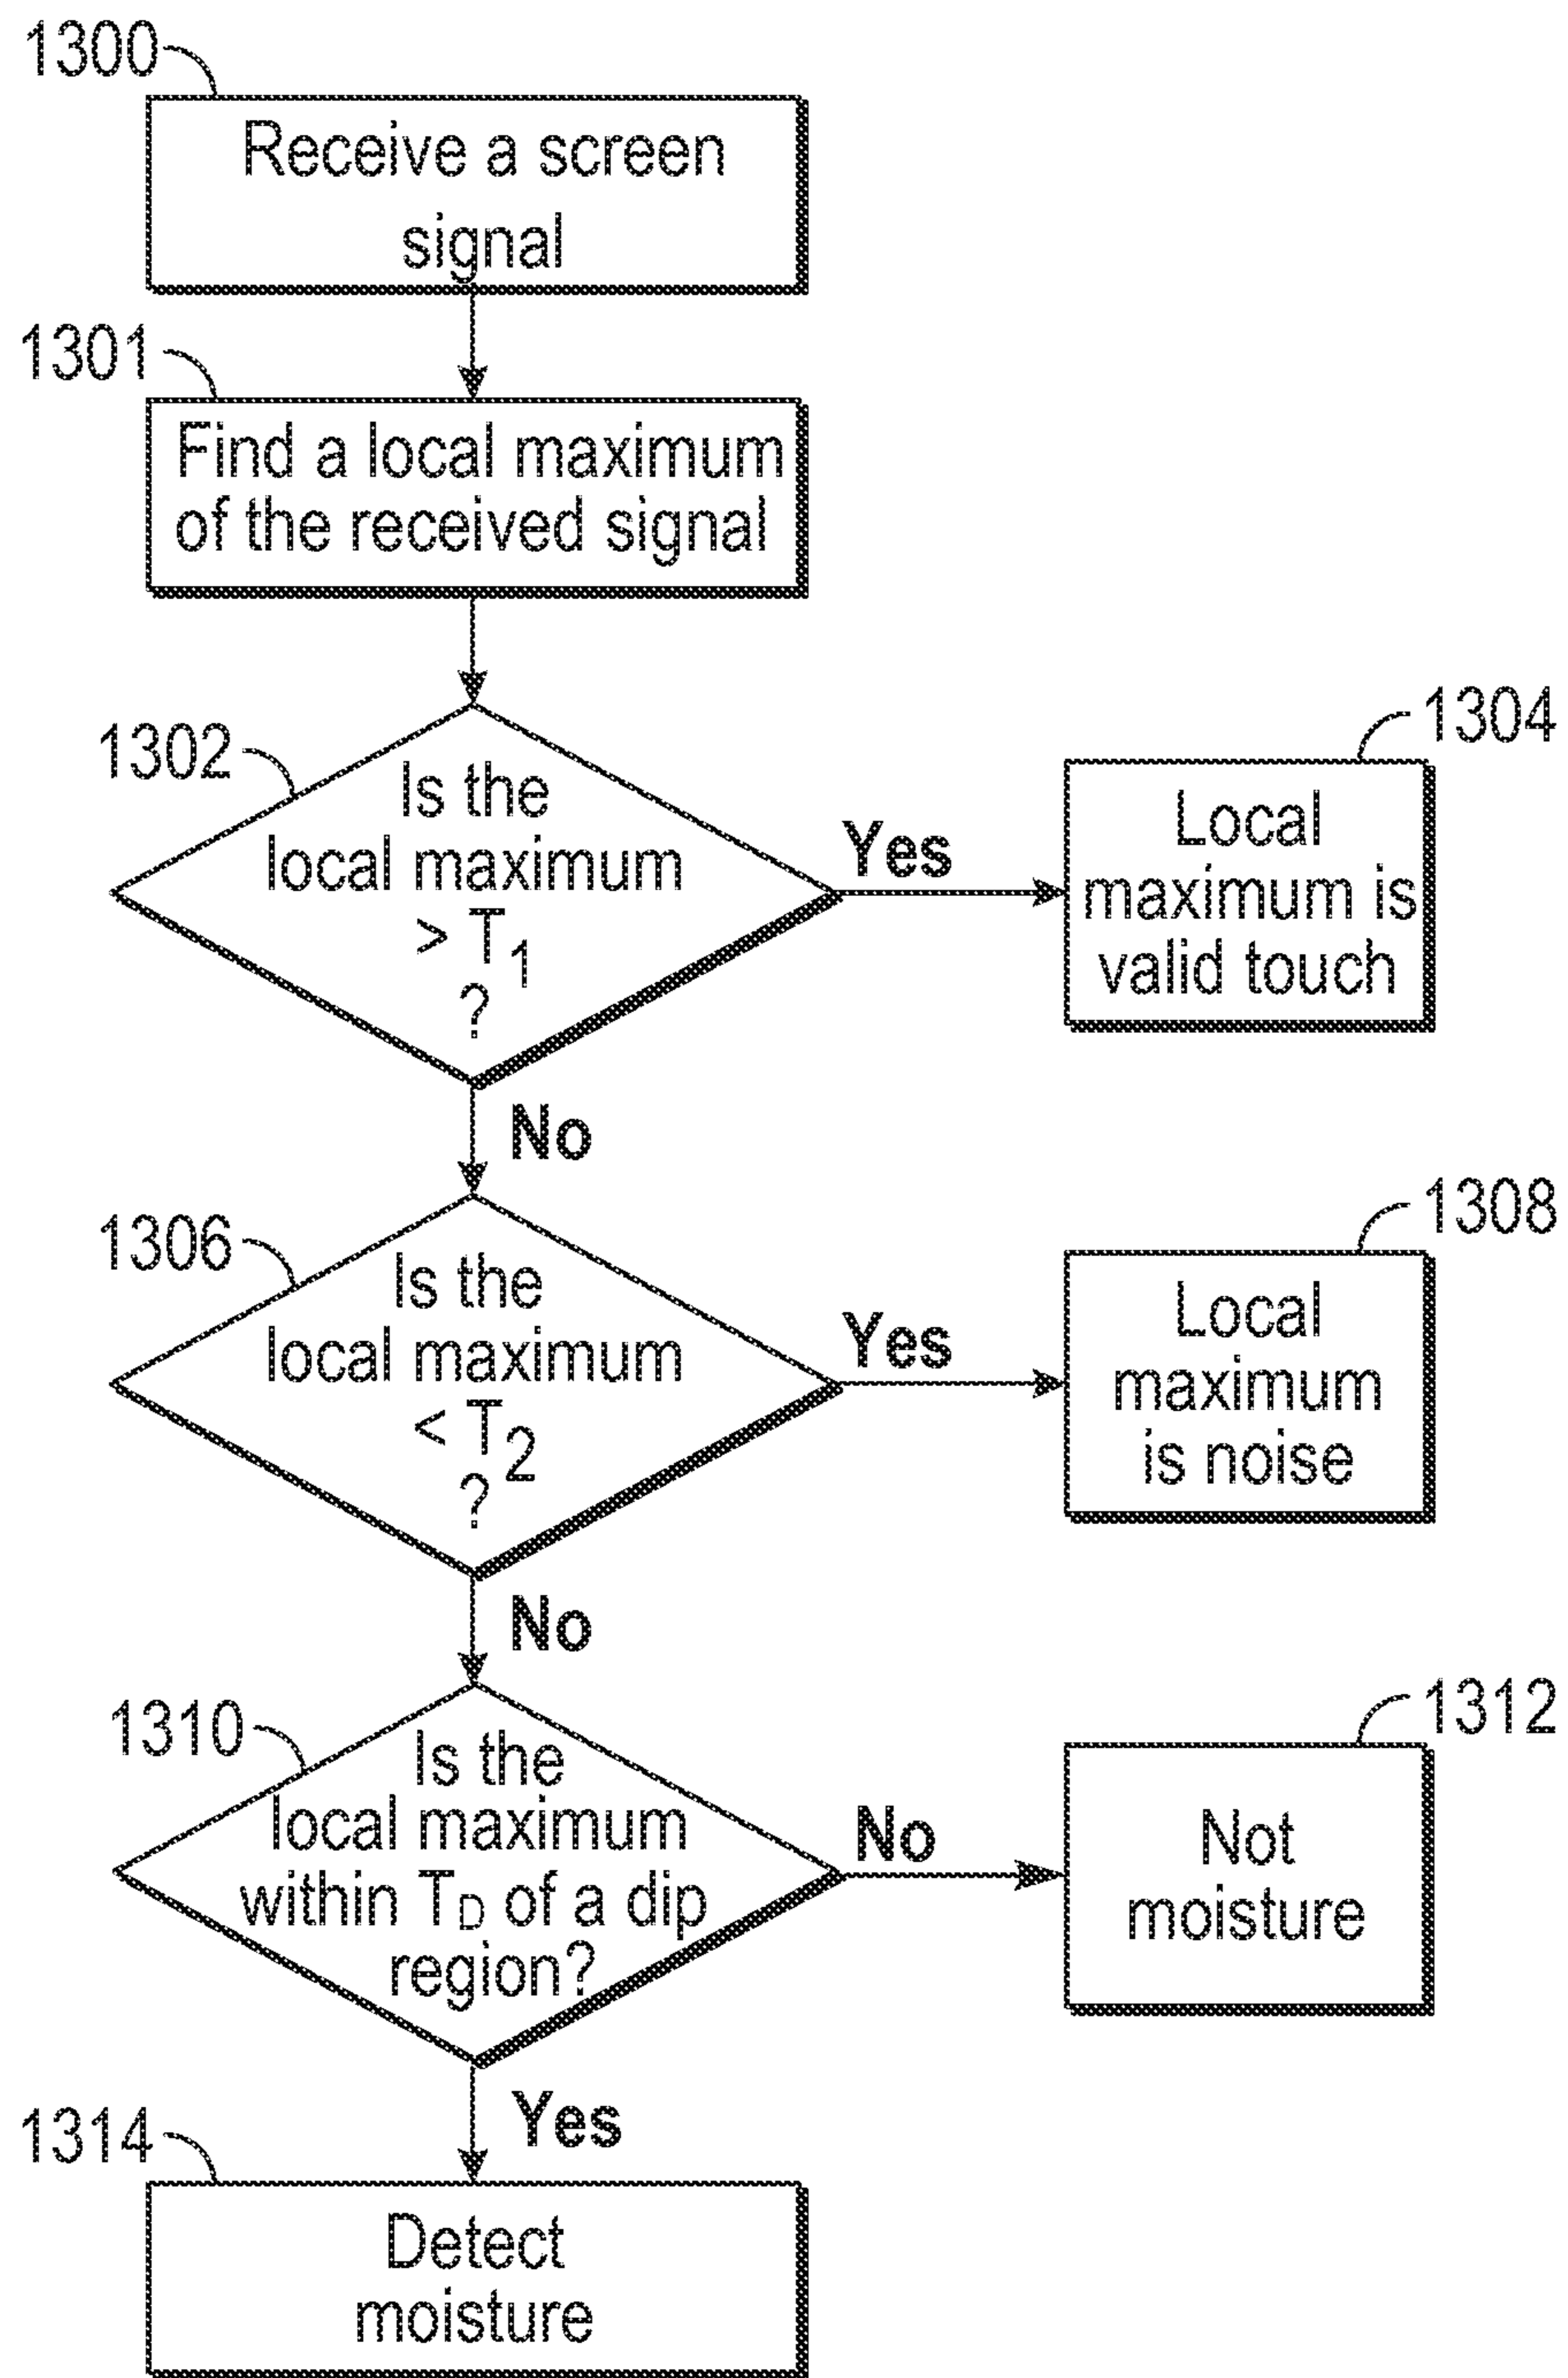 1300
Receive a screen
signal
1301
Find a local maximum
of the received signal
1302
Is the
local maximum
> T1
?
Yes
1304
Local
maximum is
valid touch
No
1306
Is the
local maximum
< T2
?
Yes
1308
Local
maximum
is noise
No
1310
Is the
local maximum
within TD of a dip
region?
No
1312
Not
moisture
Yes
1314
Detect
moisture